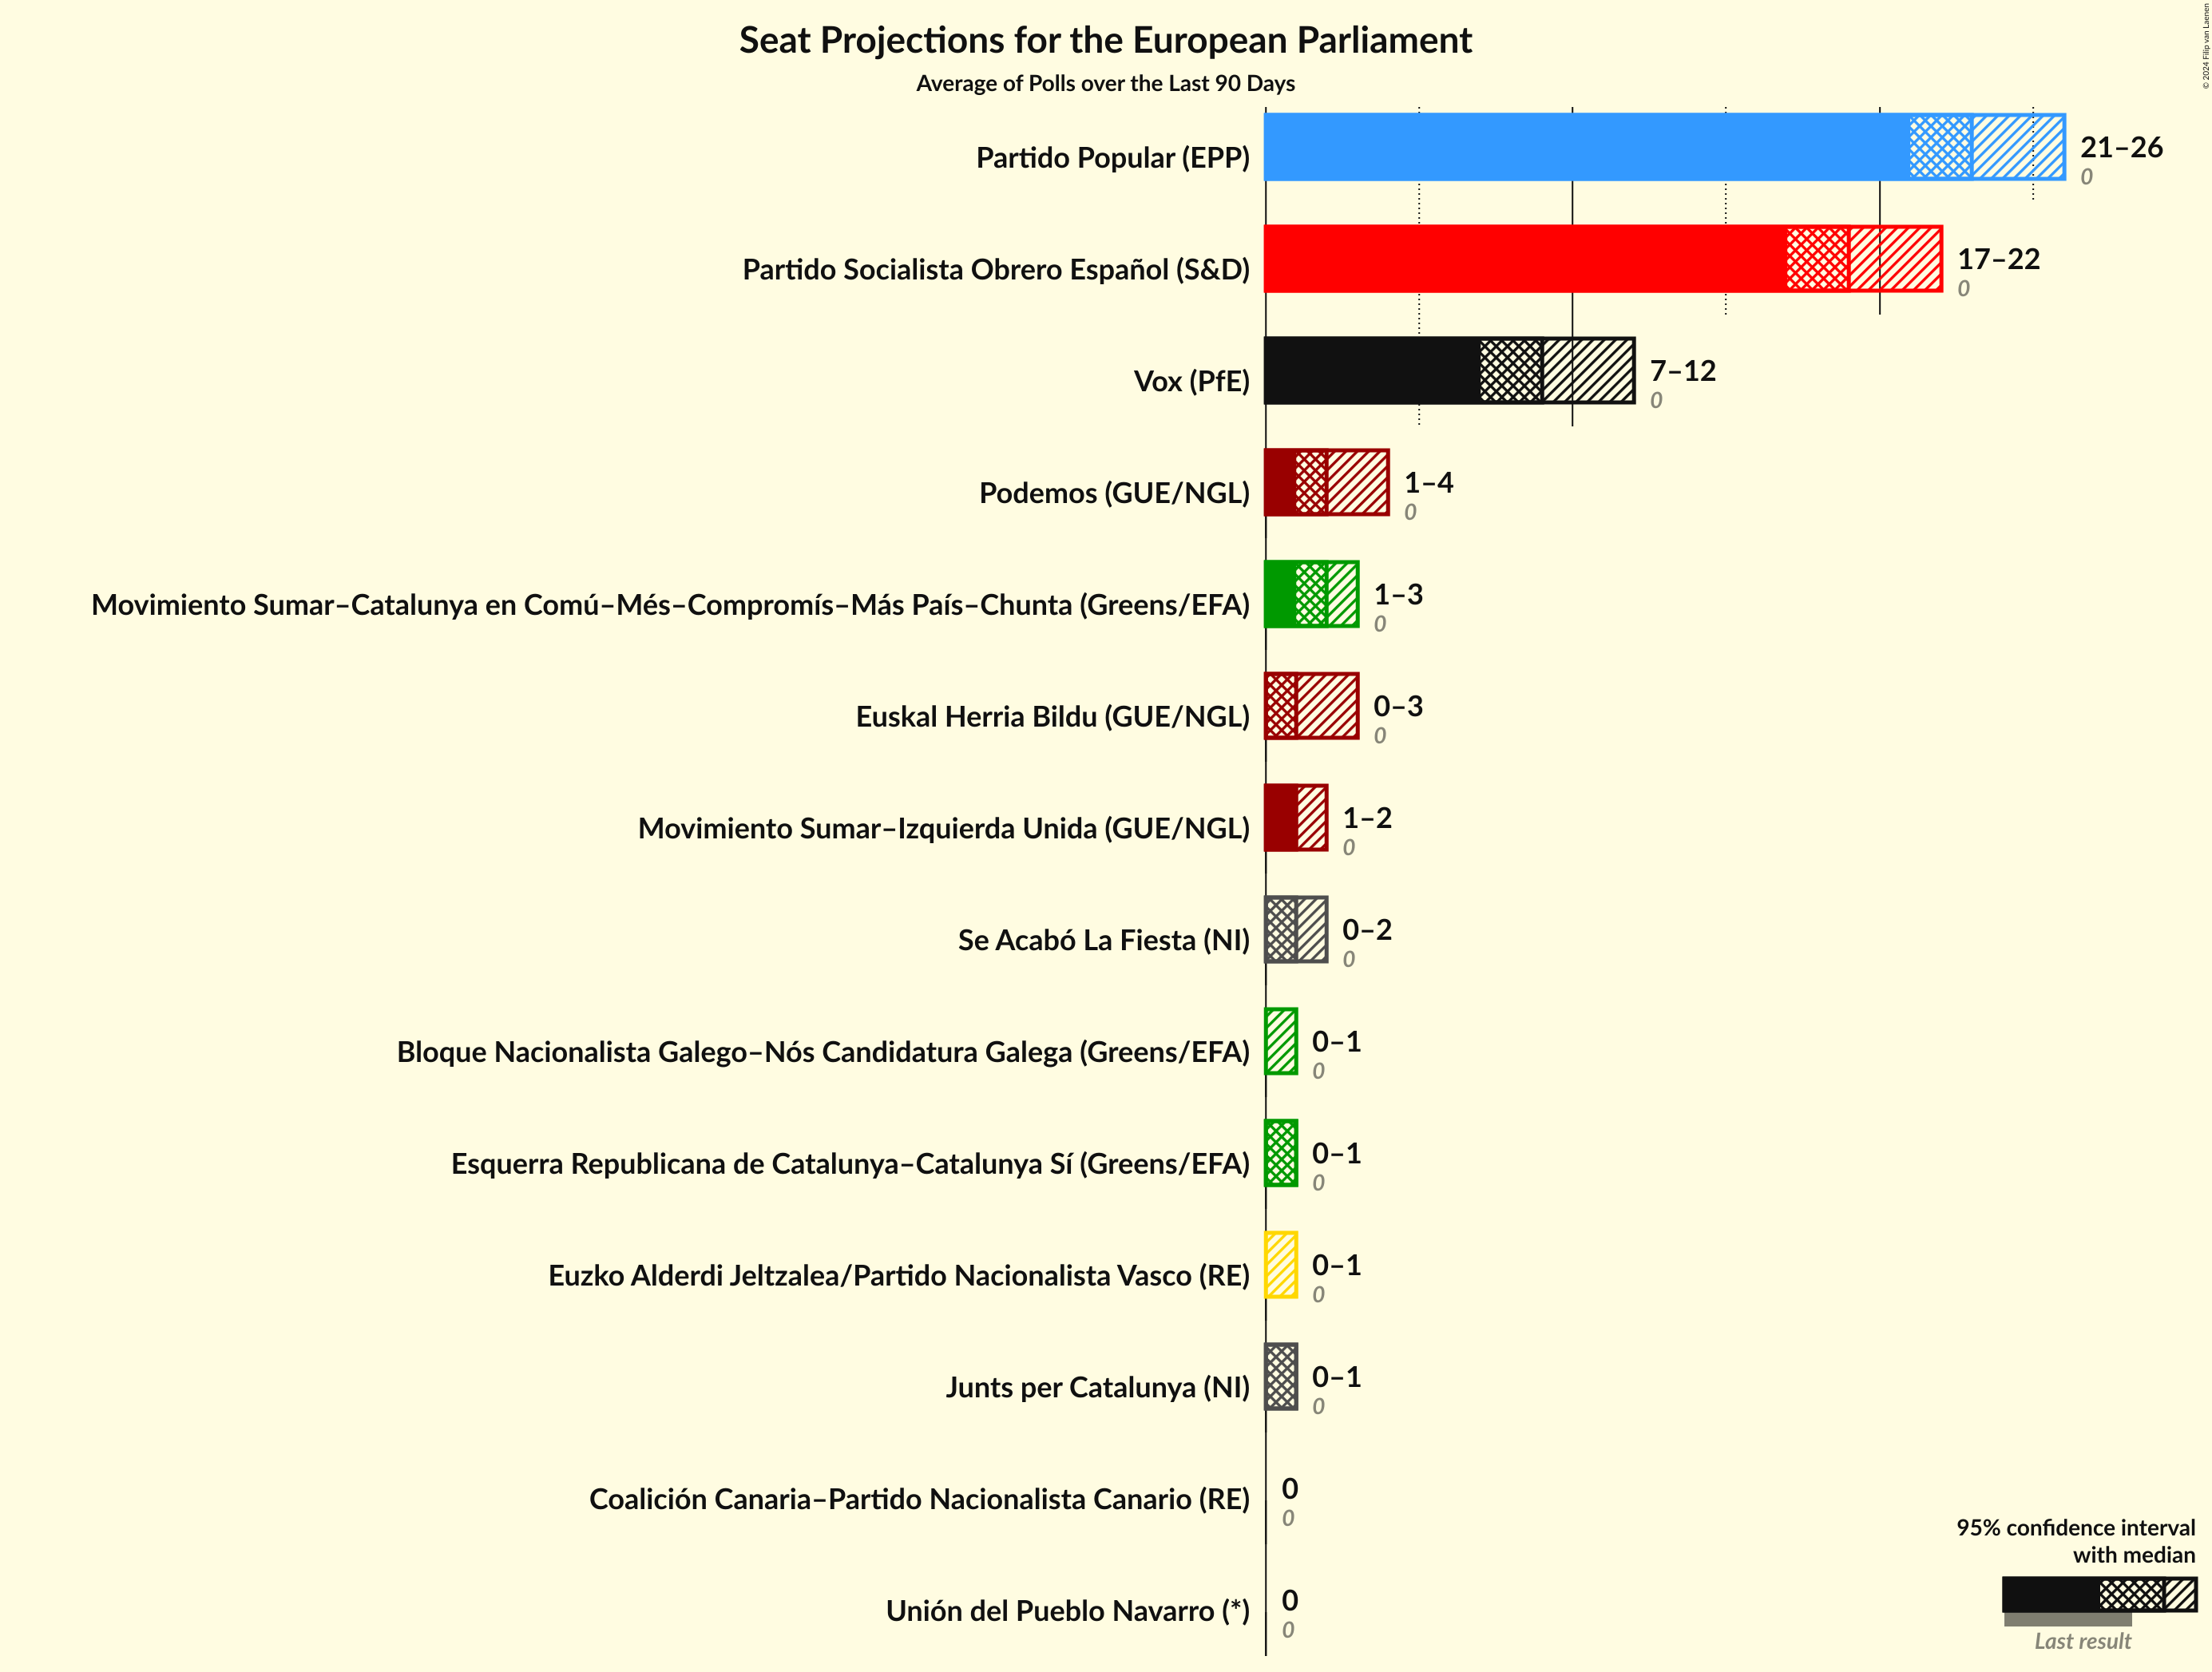 Seat Projections for the European Parliament
Average of Polls over the Last 90 Days
© 2024 Filip van Laenen
Partido Popular (EPP)
21–26
0
Partido Socialista Obrero Español (S&D)
17–22
0
Vox (PfE)
7–12
0
Podemos (GUE/NGL)
1–4
0
Movimiento Sumar–Catalunya en Comú–Més–Compromís–Más País–Chunta (Greens/EFA)
1–3
0
Euskal Herria Bildu (GUE/NGL)
0–3
0
Movimiento Sumar–Izquierda Unida (GUE/NGL)
1–2
0
Se Acabó La Fiesta (NI)
0–2
0
Bloque Nacionalista Galego–Nós Candidatura Galega (Greens/EFA)
0–1
0
Esquerra Republicana de Catalunya–Catalunya Sí (Greens/EFA)
0–1
0
Euzko Alderdi Jeltzalea/Partido Nacionalista Vasco (RE)
0–1
0
Junts per Catalunya (NI)
0–1
0
Coalición Canaria–Partido Nacionalista Canario (RE)
0
0
Unión del Pueblo Navarro (*)
0
0
95% confidence interval
with median
Last result